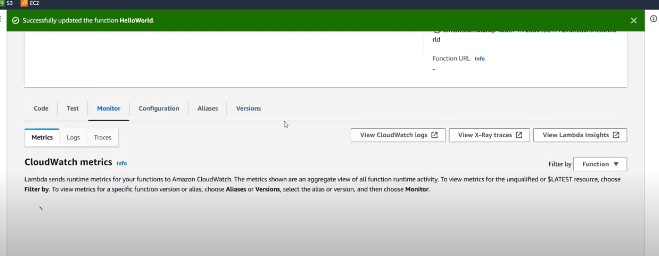 S3 EC2
Successfully updated the function HelloWorld.
rld
Function URL Info
-
Code Test Monitor Configuration Aliases Versions
Metrics Logs Traces View CloudWatch logs View X-Ray traces View Lambda Insights
CloudWatch metrics Info Filter by Function
Lambda sends runtime metrics for your functions to Amazon CloudWatch. The metrics shown are an aggregate view of all function runtime activity. To view metrics for the unqualified or $LATEST resource, choose
Filter by. To view metrics for a specific function version or alias, choose Aliases or Versions, select the alias or version, and then choose Monitor.